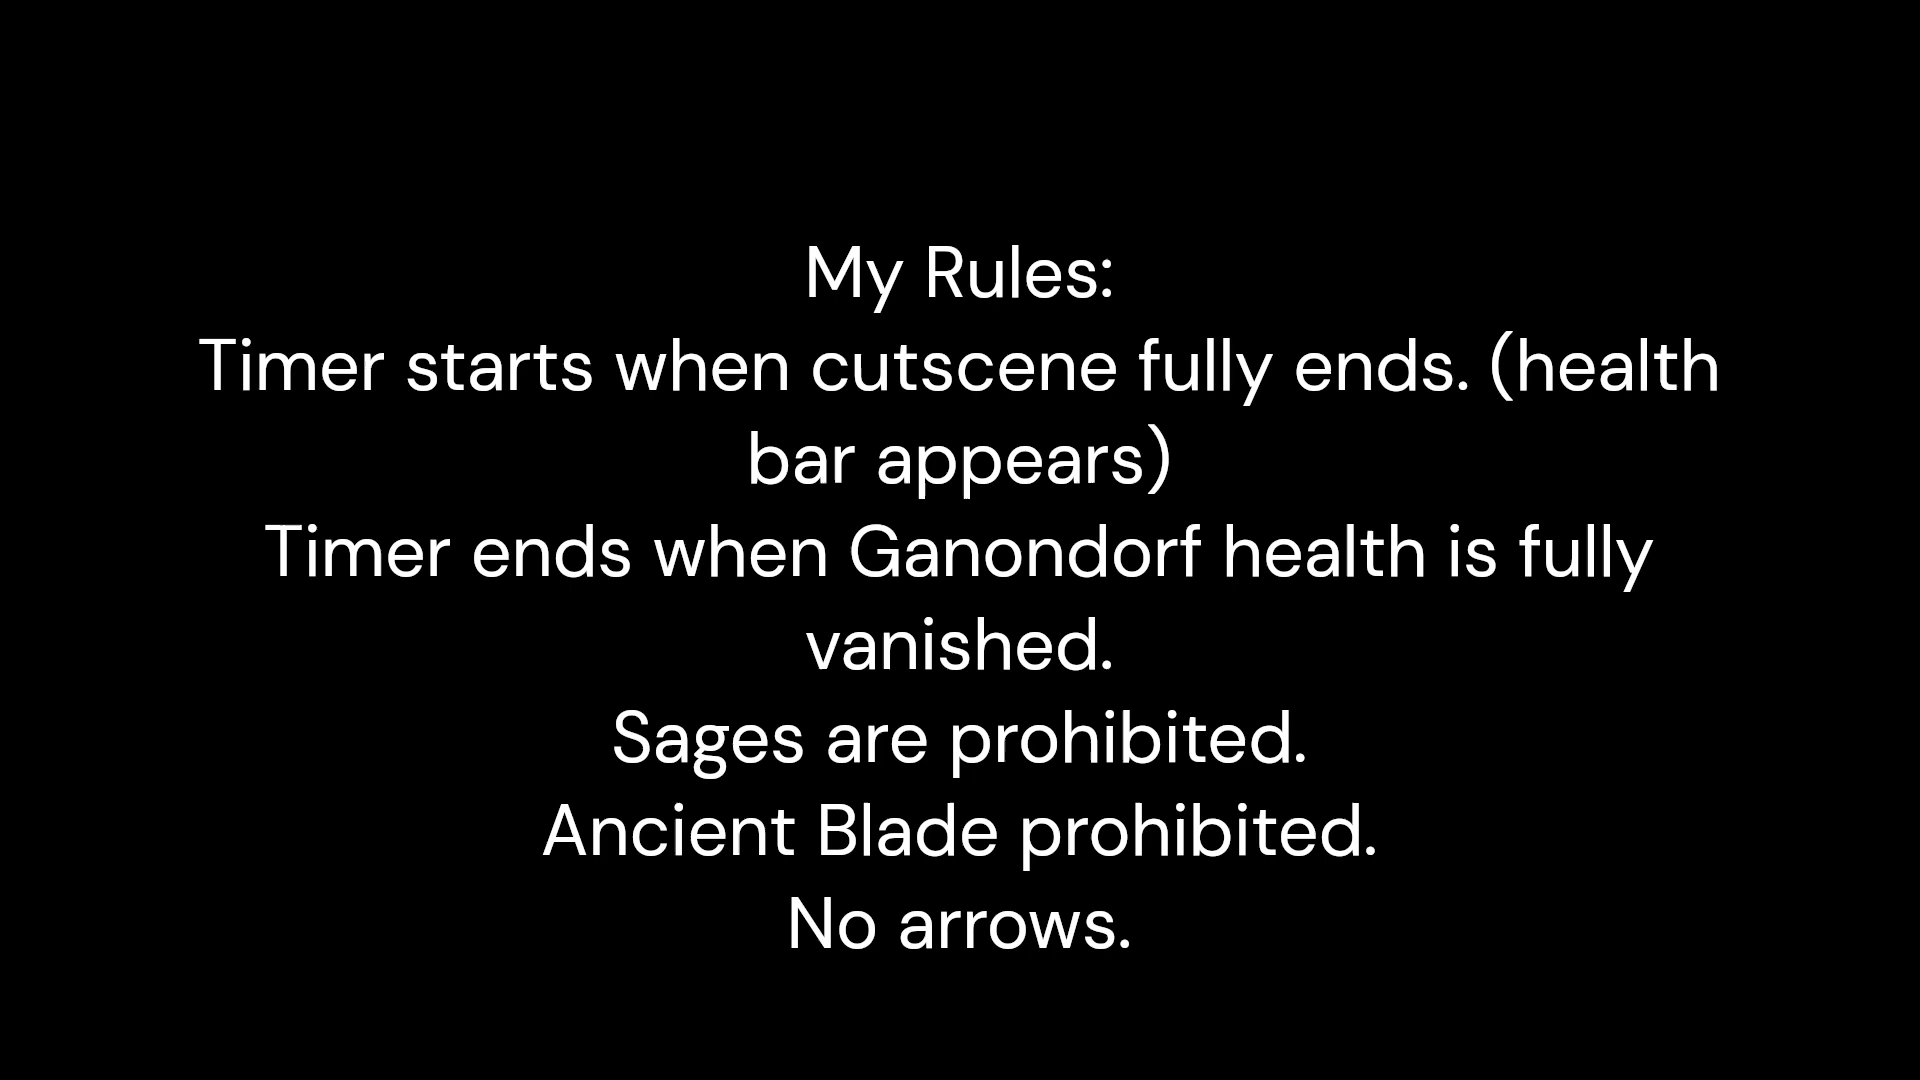 My Rules:
Timer starts when cutscene fully ends. (health
bar appears)
Timer ends when Ganondorf health is fully
vanished.
Sages are prohibited.
Ancient Blade prohibited.
No arrows.